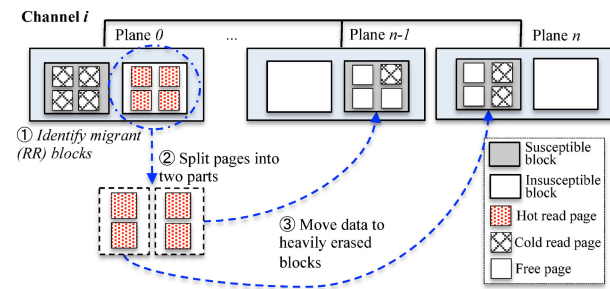 Channel i
Plane 0
...
Plane n-1
Plane n
① Identify migrant
(RR) blocks
② Split pages into
two parts
③ Move data to
heavily erased
blocks
Susceptible
block
Insusceptible
block
Hot read page
Cold read page
Free page